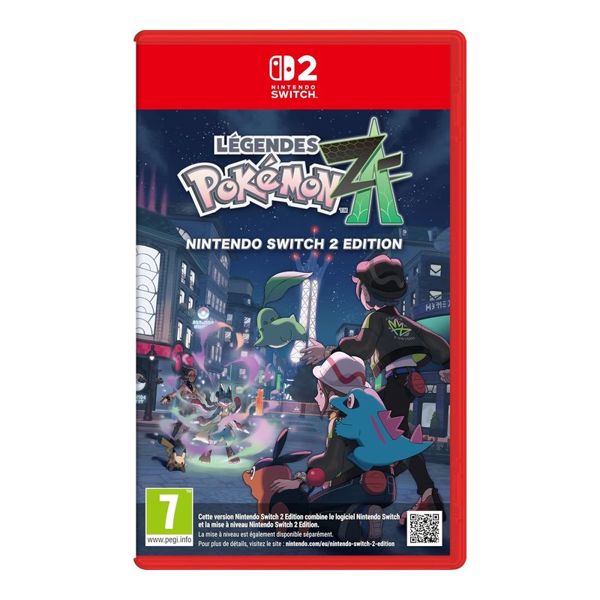 2
NINTENDO
SWITCH™
LÉGENDES
POKÉMON ZA
™
NINTENDO SWITCH 2 EDITION
7
www.pegi.info
Cette version Nintendo Switch 2 Edition combine le logiciel Nintendo Switch
et la mise à niveau Nintendo Switch 2 Edition.
La mise à niveau est également disponible séparément.
Pour plus de détails, visitez le site : nintendo.com/eu/nintendo-switch-2-edition